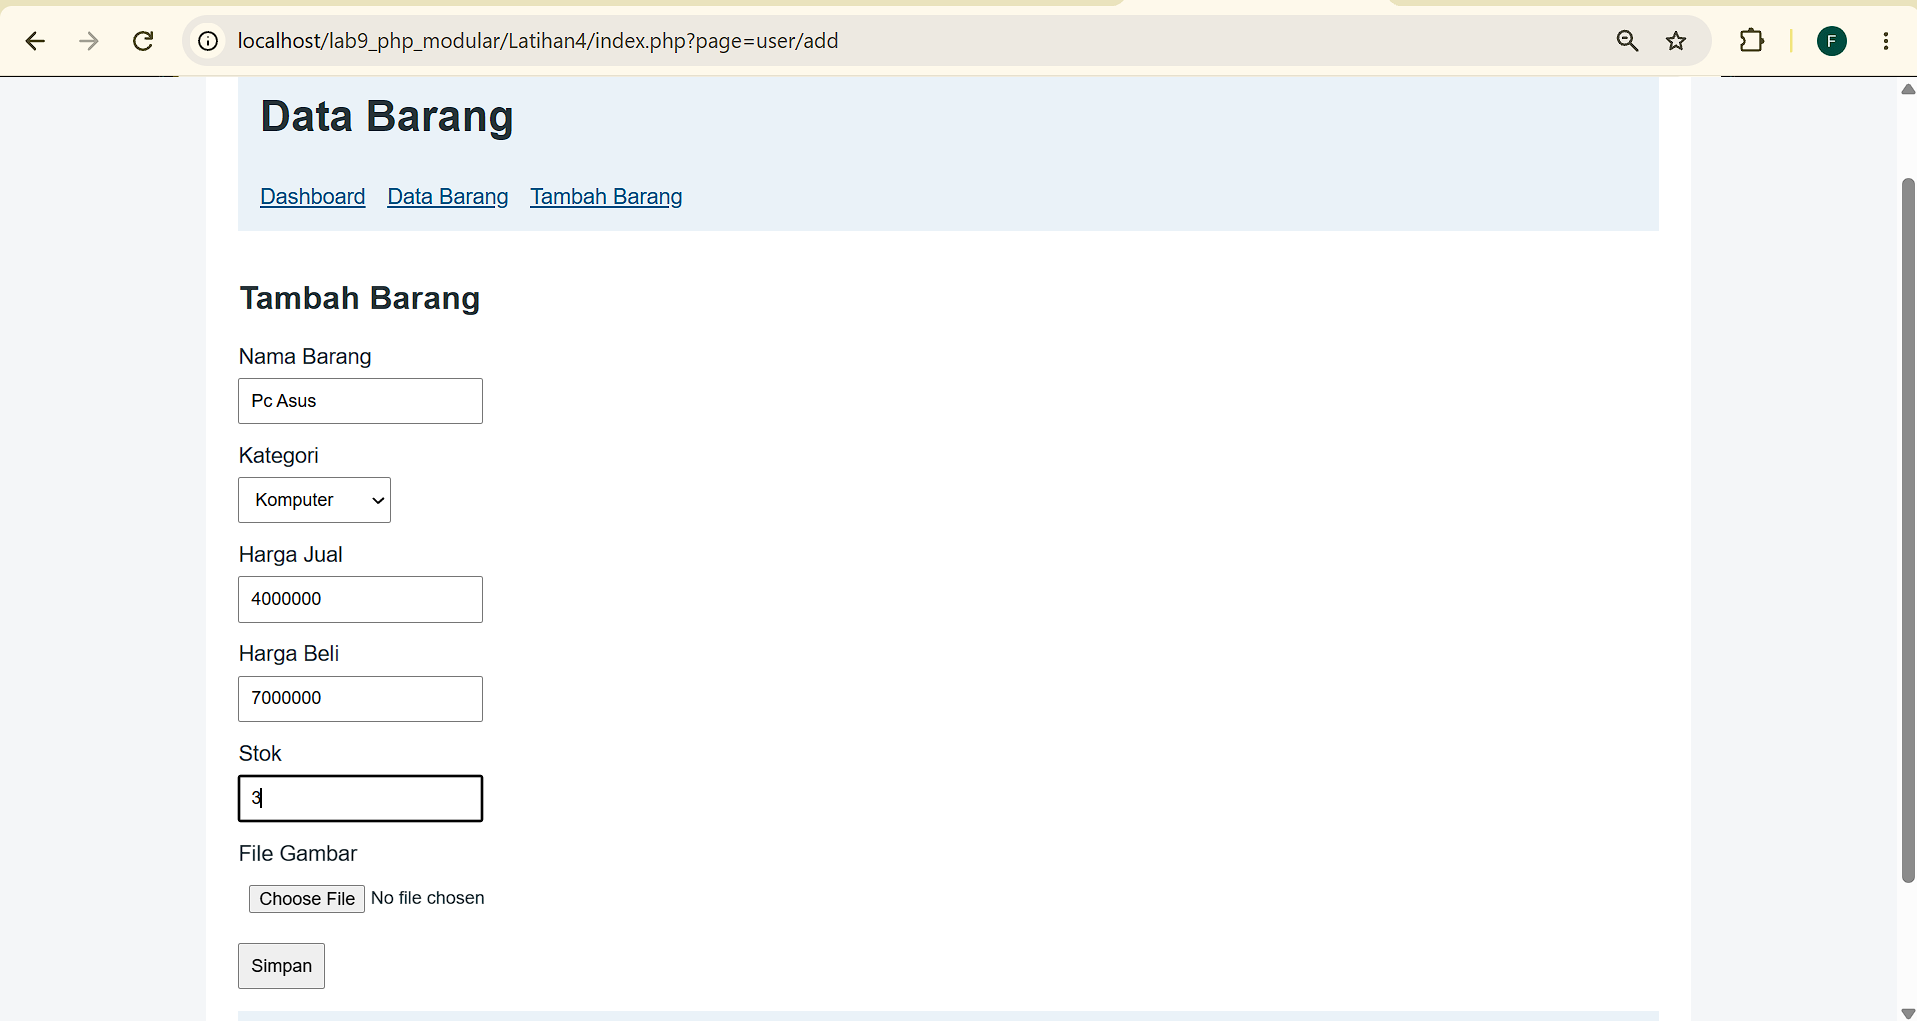 localhost/lab9_php_modular/Latihan4/index.php?page=user/add
F
Data Barang
Dashboard Data Barang Tambah Barang
Tambah Barang
Nama Barang
Pc Asus
Kategori
Komputer
Harga Jual
4000000
Harga Beli
7000000
Stok
3
File Gambar
Choose File No file chosen
Simpan